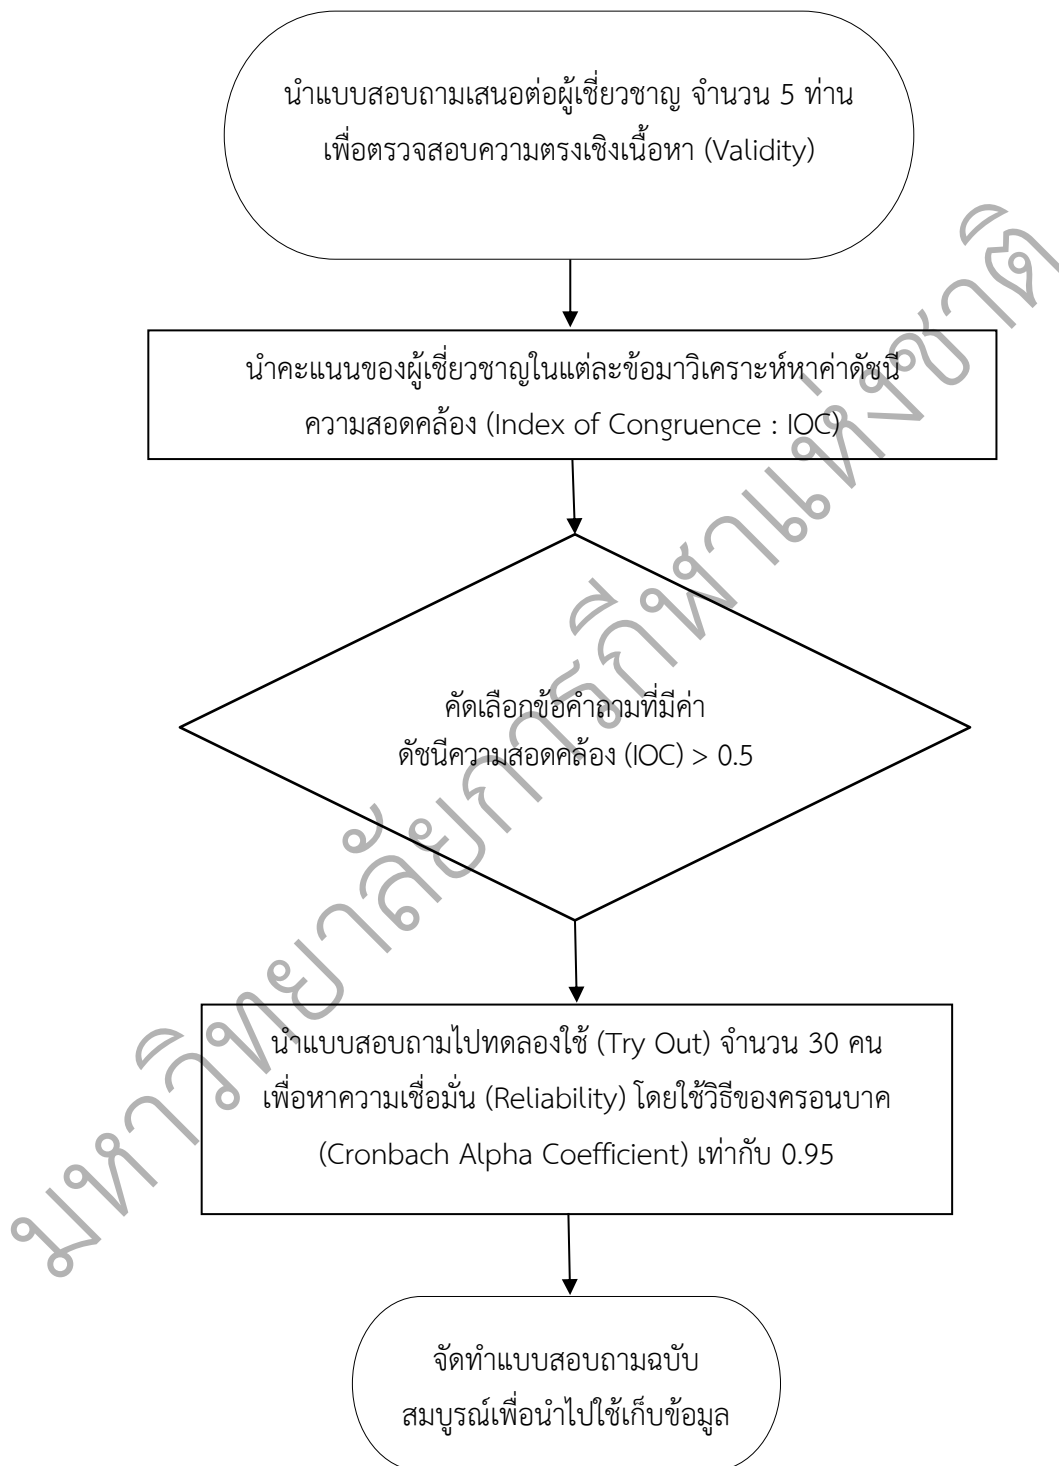 นำแบบสอบถามเสนอต่อผู้เชี่ยวชาญ จำนวน 5 ท่าน
เพื่อตรวจสอบความตรงเชิงเนื้อหา (Validity)
นำคะแนนของผู้เชี่ยวชาญในแต่ละข้อมาวิเคราะห์หาค่าดัชนี
ความสอดคล้อง (Index of Congruence : IOC)
คัดเลือกข้อคำถามที่มีค่า
ดัชนีความสอดคล้อง (IOC) > 0.5
นำแบบสอบถามไปทดลองใช้ (Try Out) จำนวน 30 คน
เพื่อหาความเชื่อมั่น (Reliability) โดยใช้วิธีของครอนบาค
(Cronbach Alpha Coefficient) เท่ากับ 0.95
จัดทำแบบสอบถามฉบับ
สมบูรณ์เพื่อนำไปใช้เก็บข้อมูล
มหาวิทยาลัยการกีฬาแห่งชาติ